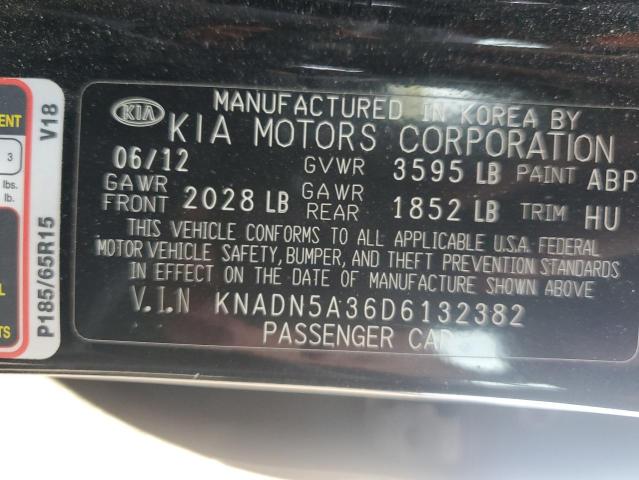 KIA
MANUFACTURED IN KOREA BY
KIA MOTORS CORPORATION
06/12 GVWR 3595 LB PAINT ABP
GAWR FRONT 2028 LB GAWR REAR 1852 LB TRIM HU
THIS VEHICLE CONFORMS TO ALL APPLICABLE U.S.A. FEDERAL
MOTOR VEHICLE SAFETY, BUMPER, AND THEFT PREVENTION STANDARDS
IN EFFECT ON THE DATE OF MANUFACTURE SHOWN ABOVE
V.I.N KNADN5A36D6132382
PASSENGER CAR
V18
P185/65R15
3
lbs.
lb.